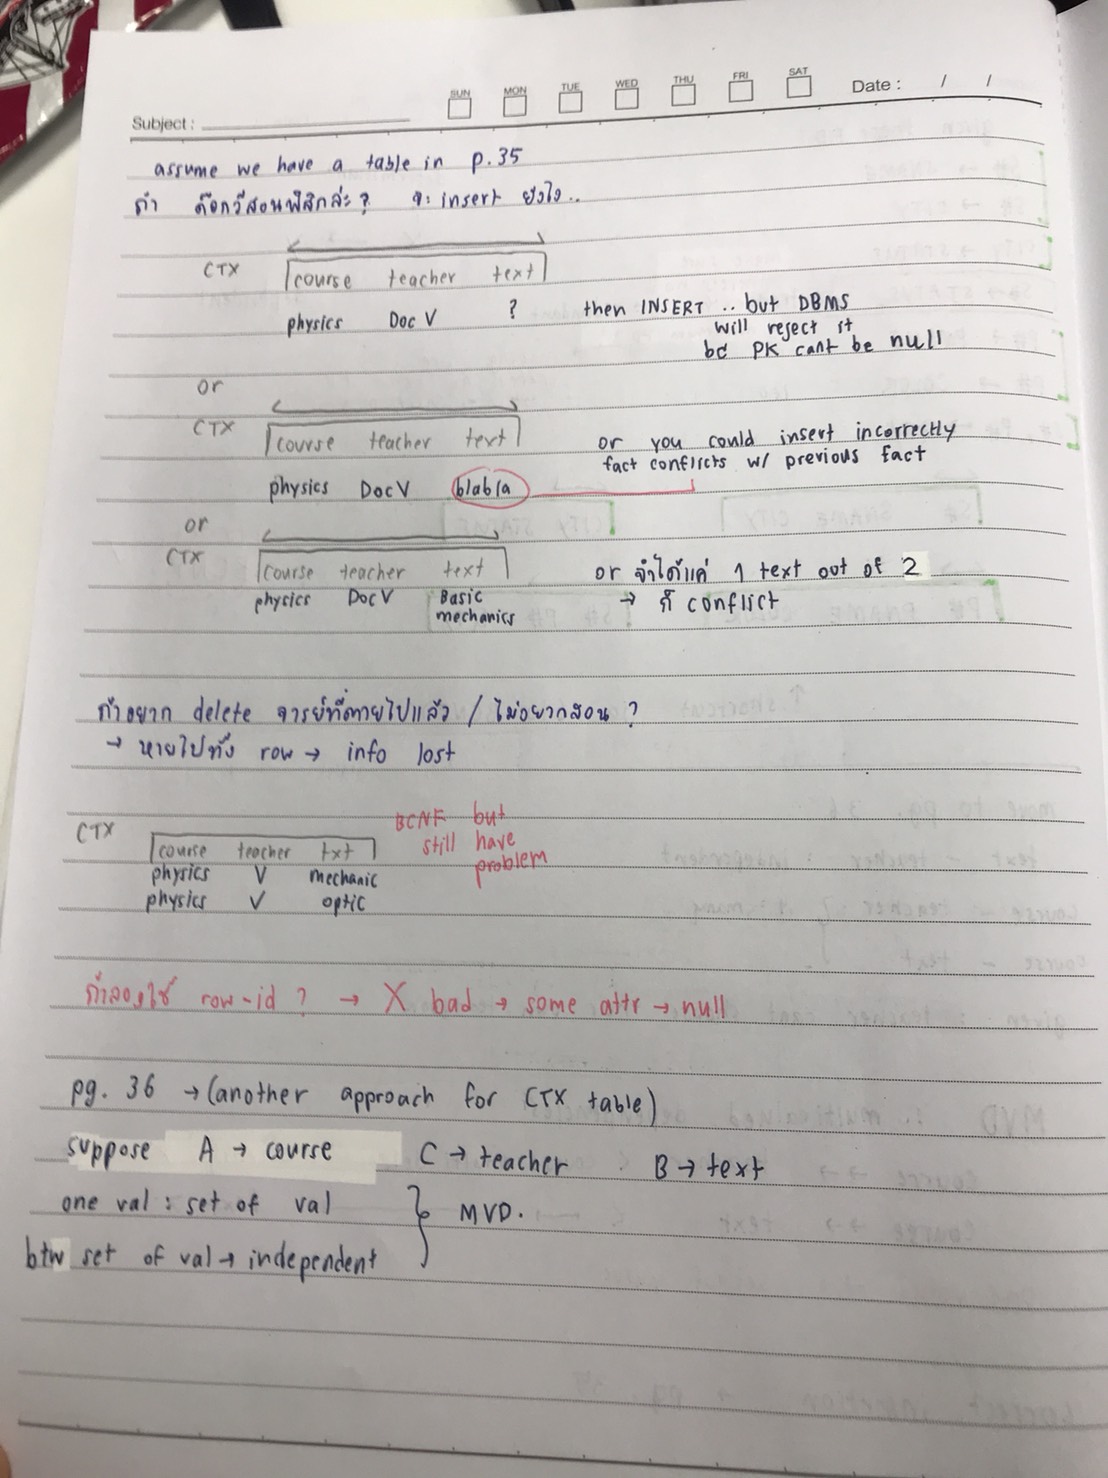 SUN MON TUE WED THU FRI SAT Date : / /
Subject :
assume we have a table in p.35
ถ้า ด๊อกวีสอนฟิสิกล่ะ? จะ insert ยังไง..
CTX course teacher text
physics Doc V ? then INSERT .. but DBMS
will reject it
bc PK cant be null
or
CTX course teacher text
or you could insert incorrectly
fact conflicts w/ previous fact
physics DocV blabla
or
CTX course teacher text
or จำได้แค่ 1 text out of 2
physics DocV Basic
mechanics
→ ก็ conflict
ถ้าอยาก delete จารย์ที่ตายไปแล้ว / ไม่อยากสอน ?
→ หายไปทั้ง row → info lost
CTX course teacher txt
BCNF but
still have
problem
physics V mechanic
physics V optic
ถ้าลองใช้ row-id ? → X bad → some attr → null
pg. 36 → (another approach for CTX table)
suppose A → course C → teacher B → text
one val : set of val } MVD.
btw set of val → independent